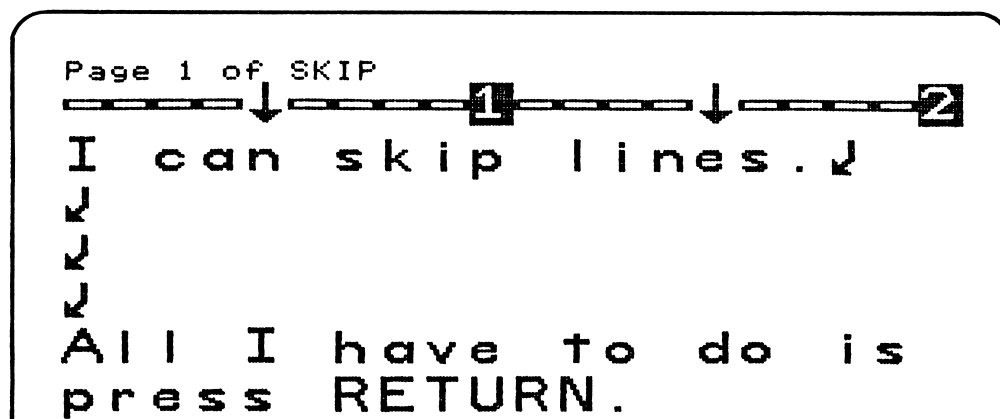 Page 1 of SKIP
1 2
I can skip lines.↲
↲
↲
↲
All I have to do is
press RETURN.